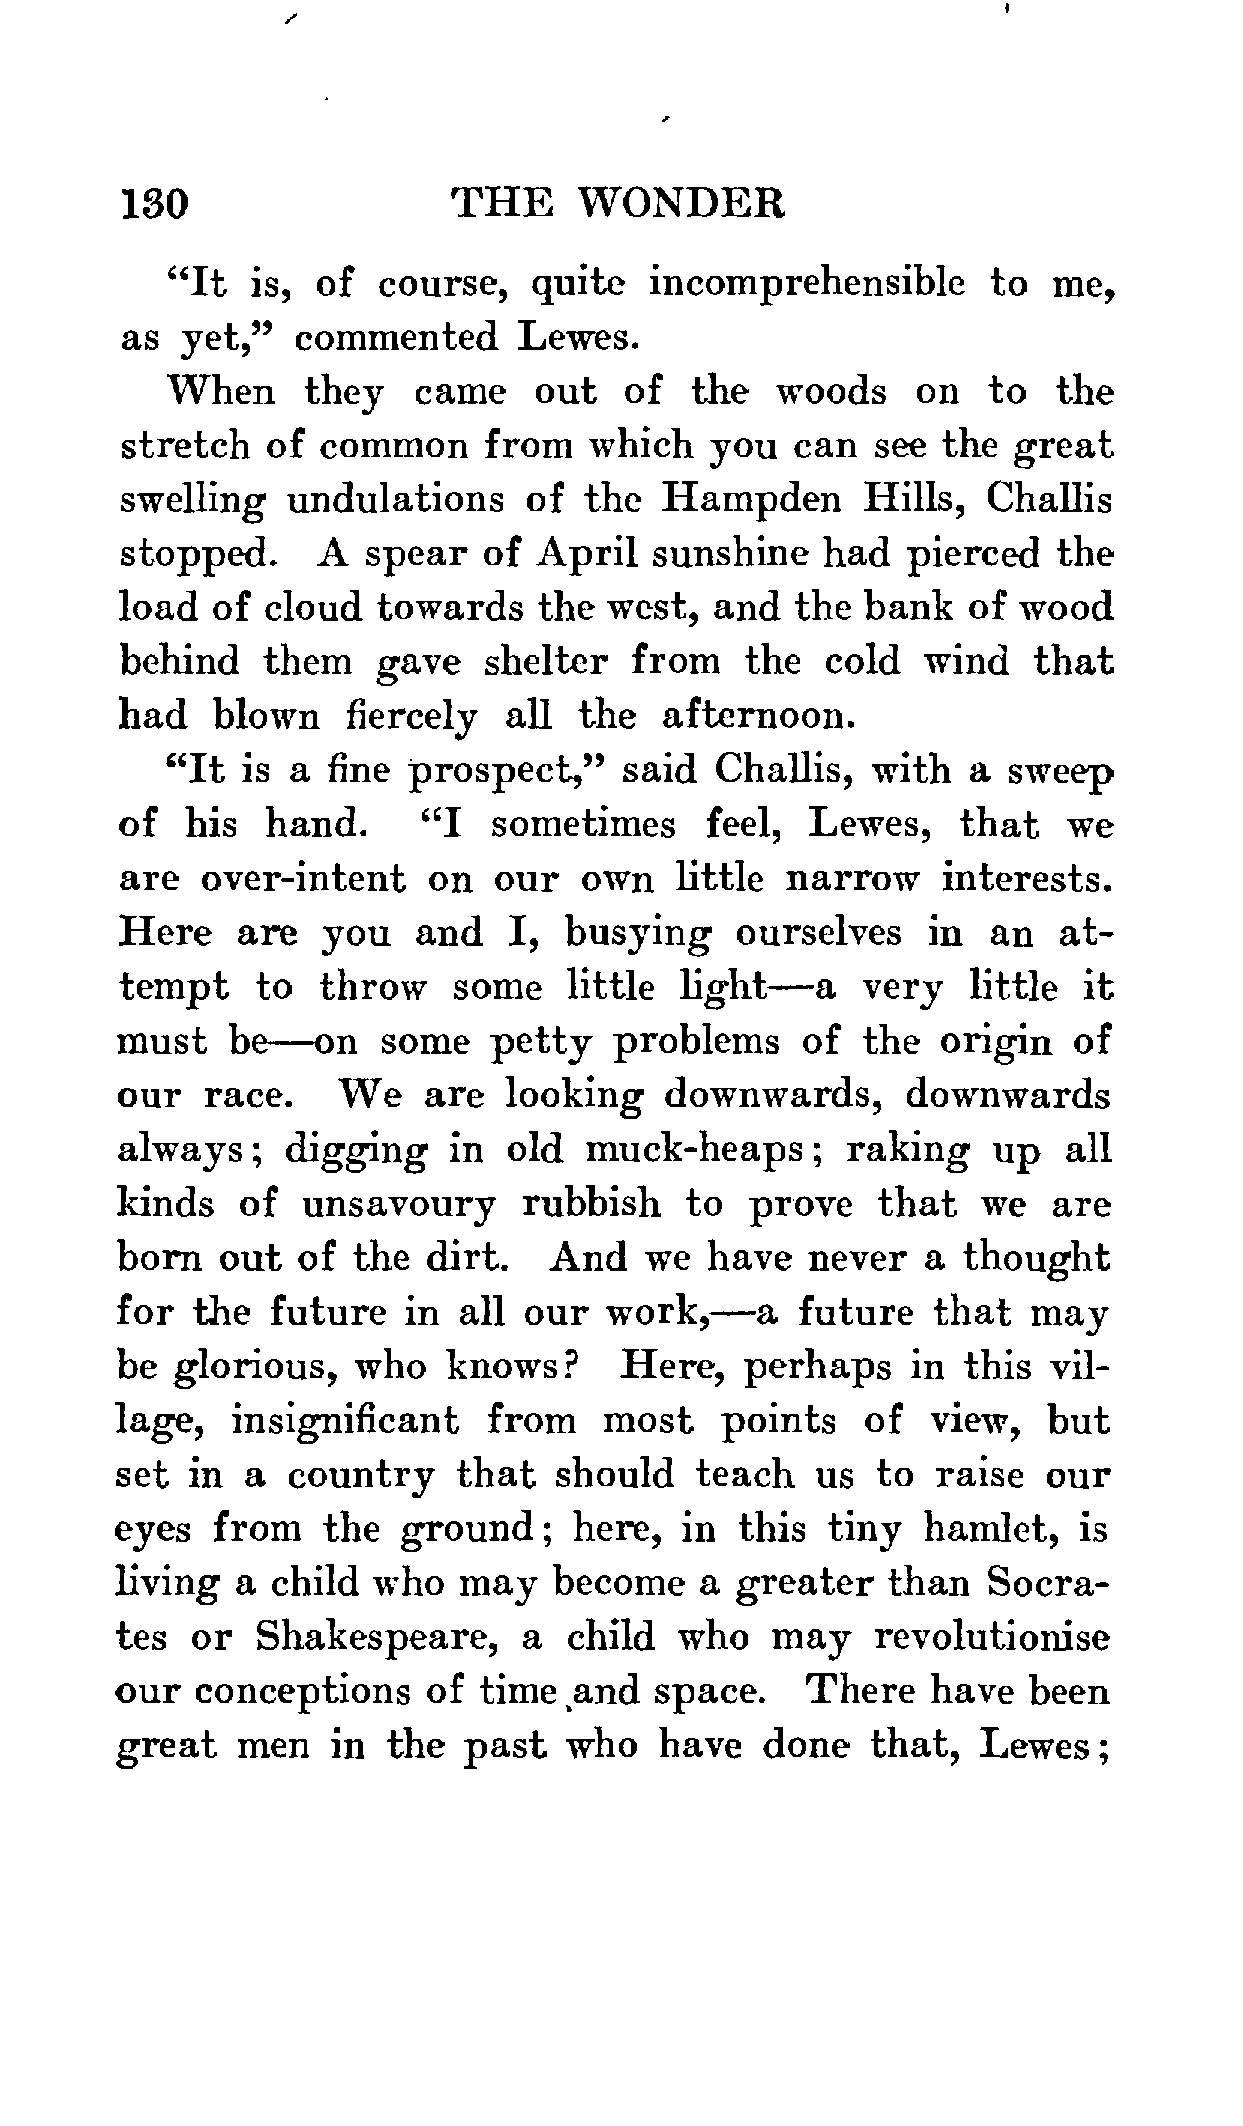 130 THE WONDER
“It is, of course, quite incomprehensible to me,
as yet,” commented Lewes.
When they came out of the woods on to the
stretch of common from which you can see the great
swelling undulations of the Hampden Hills, Challis
stopped. A spear of April sunshine had pierced the
load of cloud towards the west, and the bank of wood
behind them gave shelter from the cold wind that
had blown fiercely all the afternoon.
“It is a fine prospect,” said Challis, with a sweep
of his hand. “I sometimes feel, Lewes, that we
are over-intent on our own little narrow interests.
Here are you and I, busying ourselves in an at-
tempt to throw some little light—a very little it
must be—on some petty problems of the origin of
our race. We are looking downwards, downwards
always; digging in old muck-heaps; raking up all
kinds of unsavoury rubbish to prove that we are
born out of the dirt. And we have never a thought
for the future in all our work,—a future that may
be glorious, who knows? Here, perhaps in this vil-
lage, insignificant from most points of view, but
set in a country that should teach us to raise our
eyes from the ground; here, in this tiny hamlet, is
living a child who may become a greater than Socra-
tes or Shakespeare, a child who may revolutionise
our conceptions of time and space. There have been
great men in the past who have done that, Lewes;